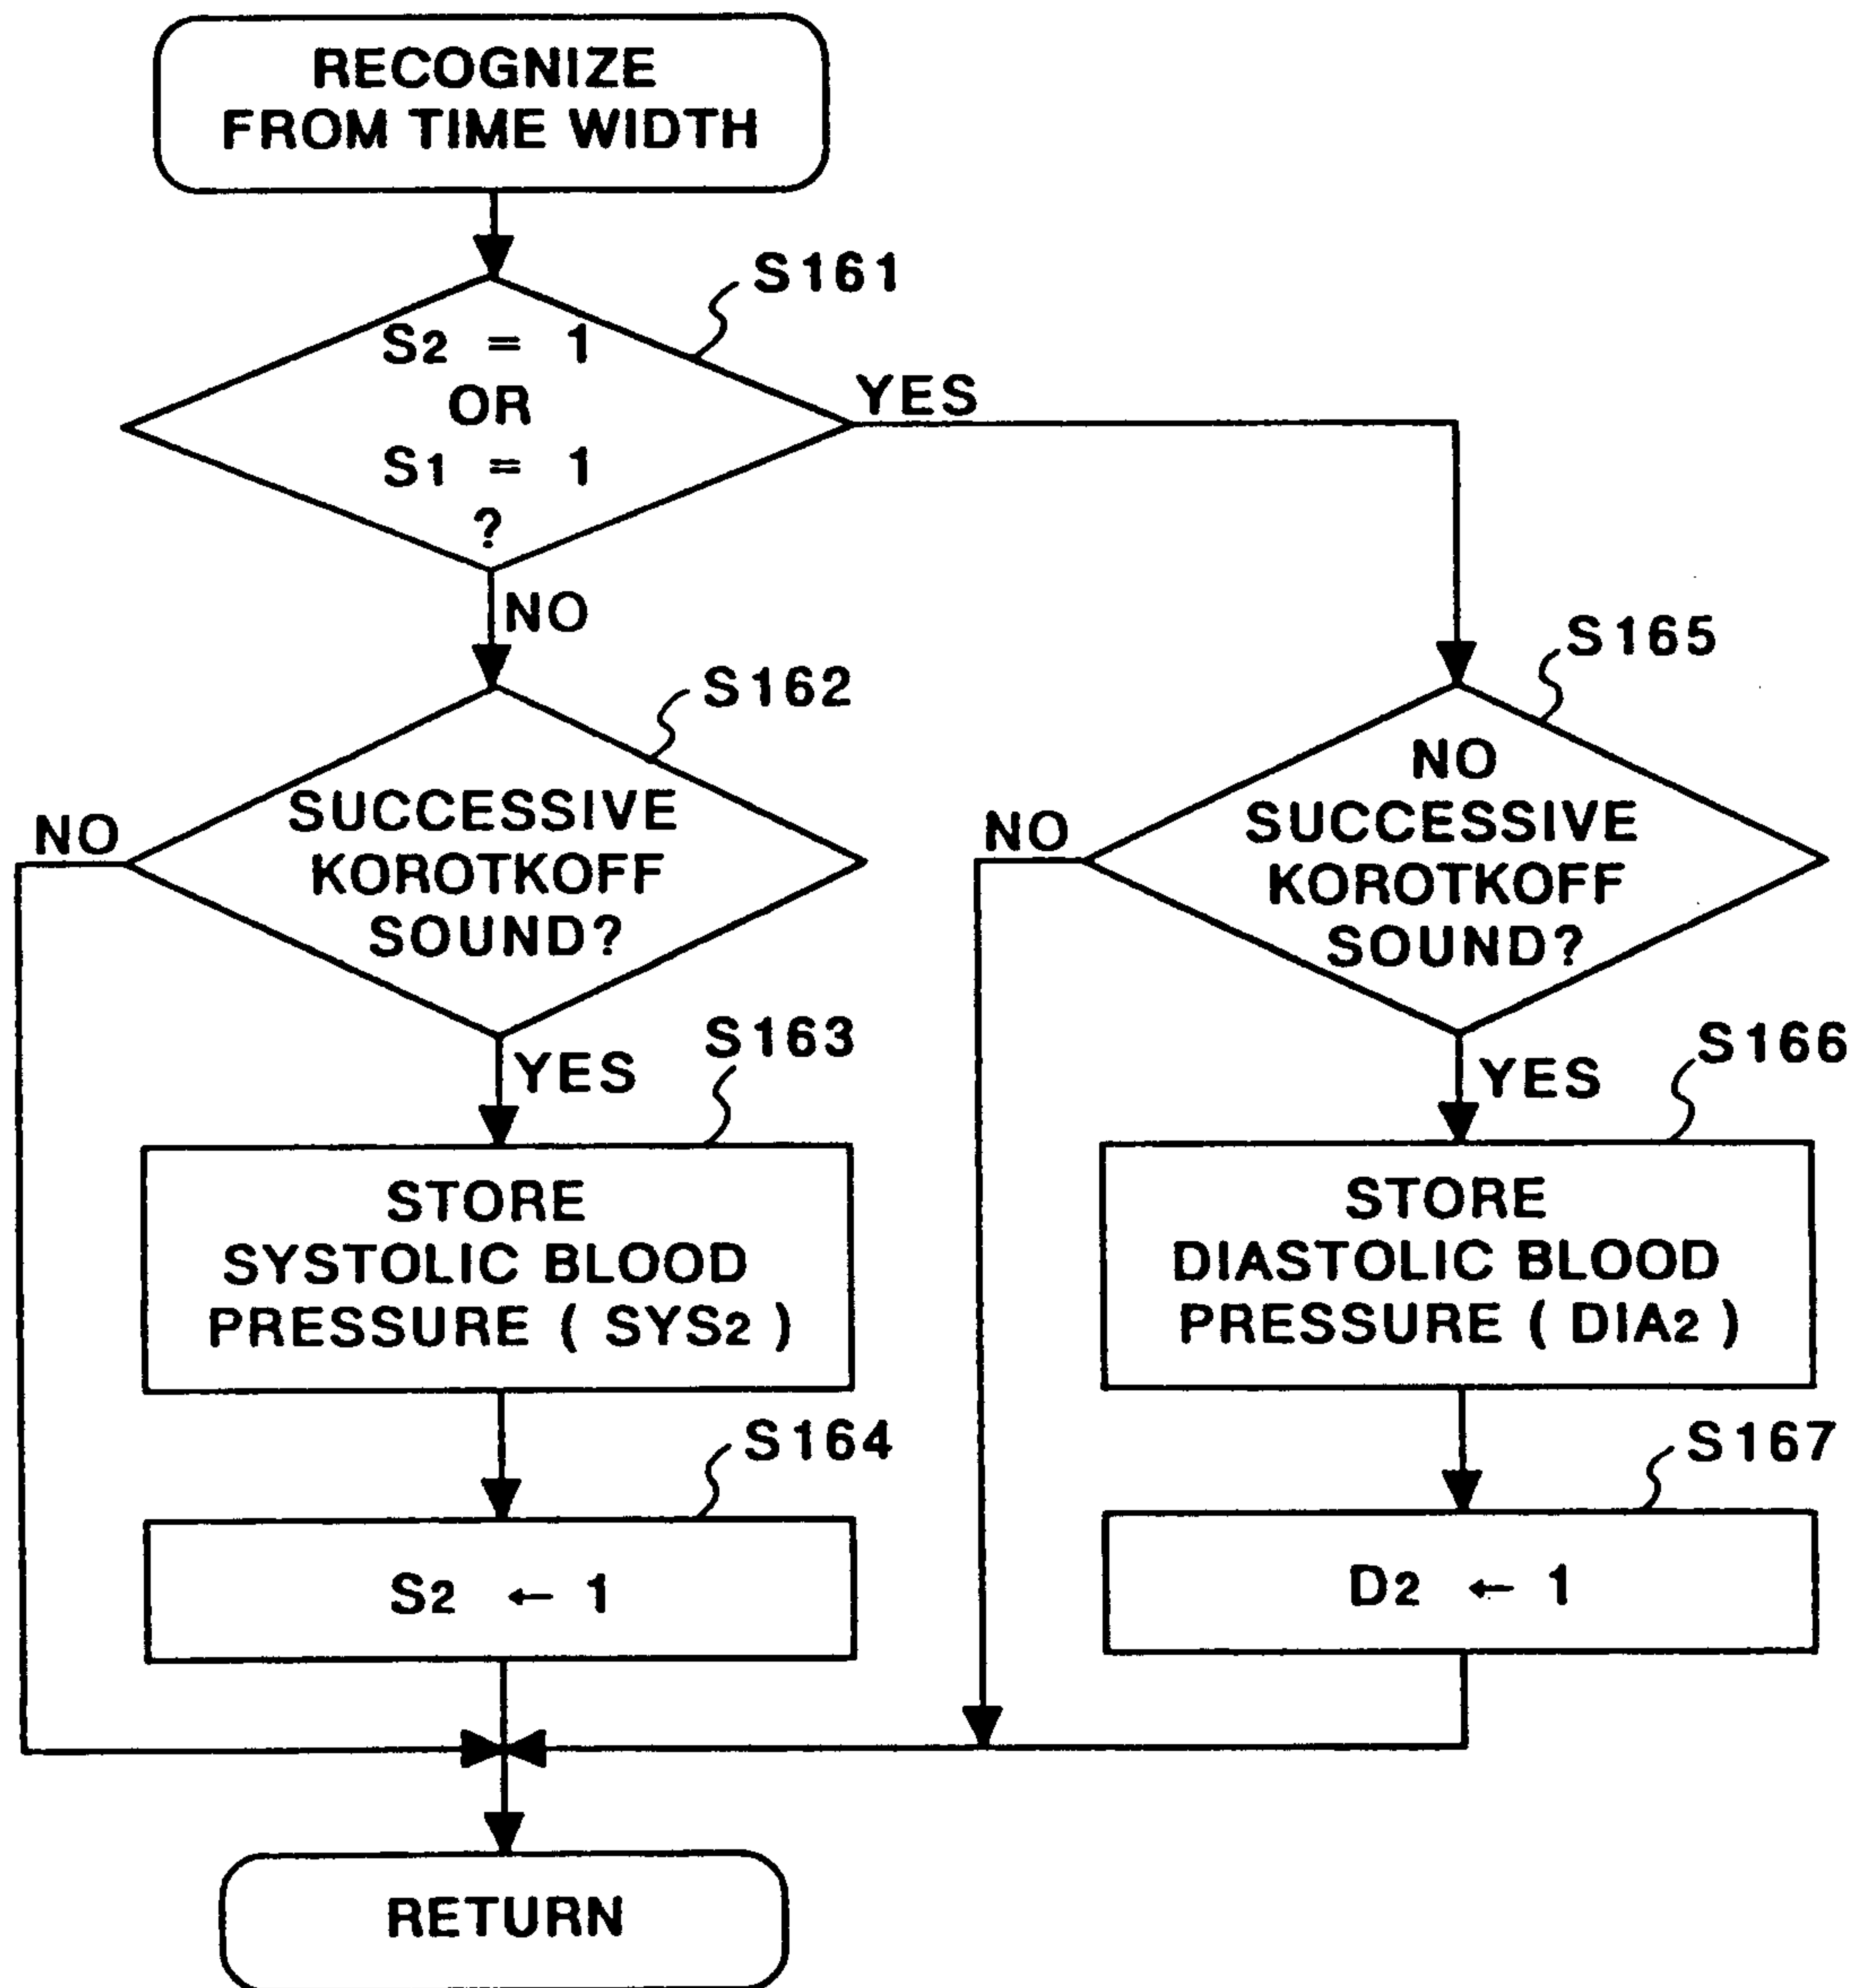 RECOGNIZE
FROM TIME WIDTH
S161
S2 = 1
OR
S1 = 1
?
YES
NO
S162
SUCCESSIVE
KOROTKOFF
SOUND?
NO
YES
S163
STORE
SYSTOLIC BLOOD
PRESSURE ( SYS2 )
S164
S2 ← 1
S165
NO
SUCCESSIVE
KOROTKOFF
SOUND?
NO
YES
S166
STORE
DIASTOLIC BLOOD
PRESSURE ( DIA2 )
S167
D2 ← 1
RETURN